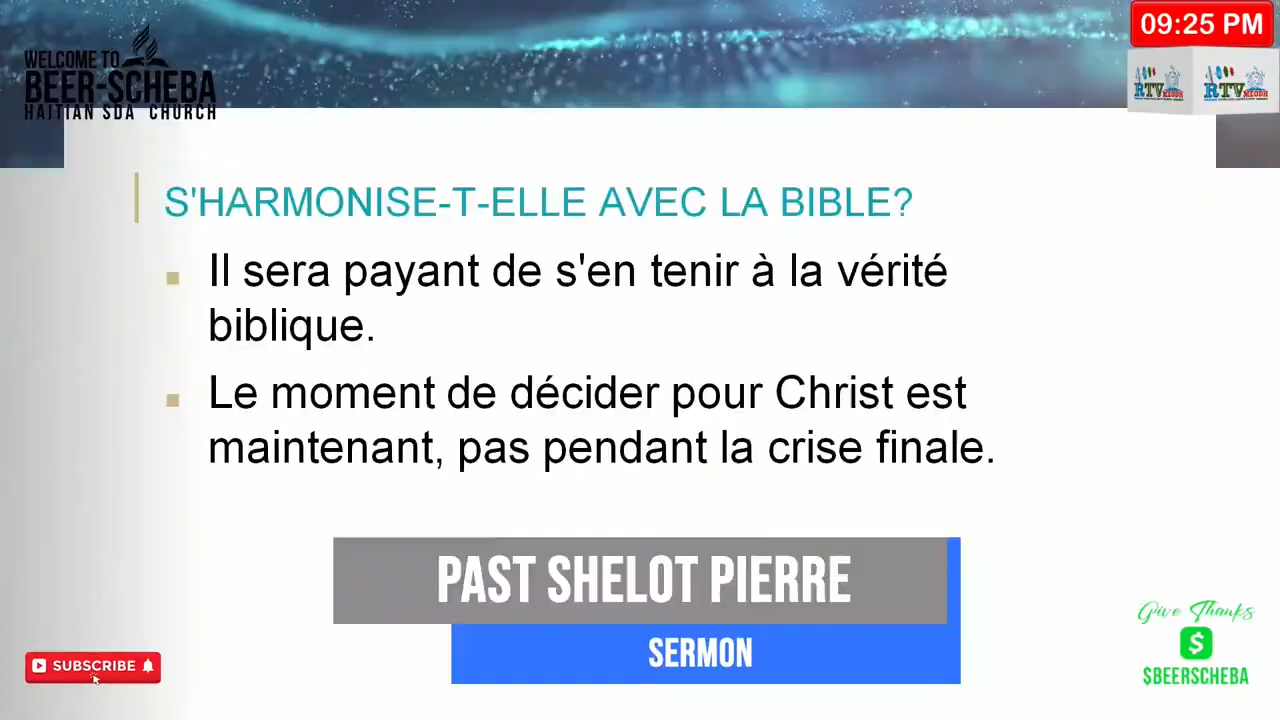 09:25 PM
WELCOME TO
BEER-SCHEBA
HAITIAN SDA CHURCH
RTV
RTV
S'HARMONISE-T-ELLE AVEC LA BIBLE?
Il sera payant de s'en tenir à la vérité
biblique.
Le moment de décider pour Christ est
maintenant, pas pendant la crise finale.
PAST SHELOT PIERRE
SERMON
SUBSCRIBE
Give Thanks
$
$BEERSCHEBA